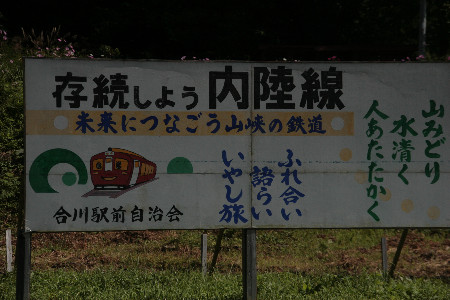 存続しよう内陸線
未来につなごう山峡の鉄道
山みどり
水清く
人あたたかく
ふれ合い
語らい
いやし旅
合川駅前自治会